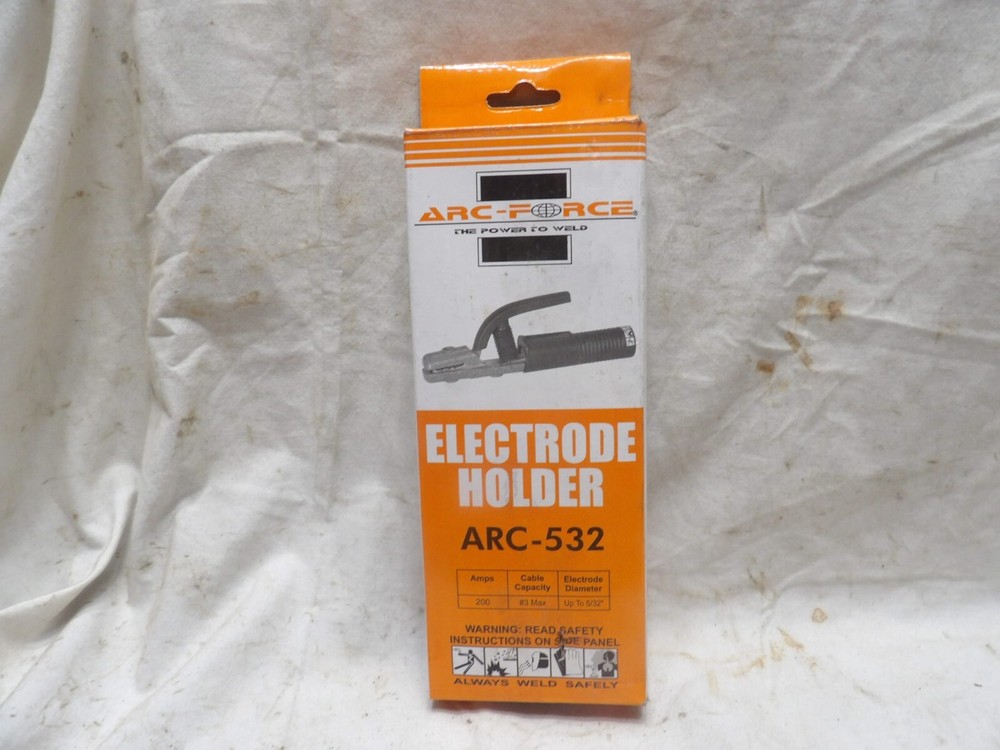 ARC-FORCE
THE POWER TO WELD
ELECTRODE
HOLDER
ARC-532
Amps Cable Capacity Electrode Diameter
200 #3 Max Up To 5/32"
WARNING: READ SAFETY
INSTRUCTIONS ON SIDE PANEL
ALWAYS WELD SAFELY